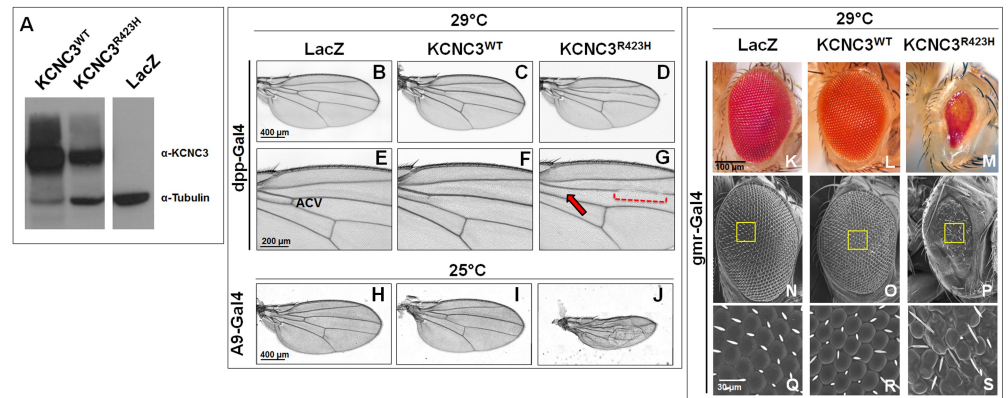 A
KCNC3WT
KCNC3R423H
LacZ
α-KCNC3
α-Tubulin
29°C
LacZ
KCNC3WT
KCNC3R423H
dpp-Gal4
B
C
D
400 µm
E
F
G
ACV
200 µm
25°C
A9-Gal4
H
I
J
400 µm
29°C
LacZ
KCNC3WT
KCNC3R423H
gmr-Gal4
K
L
M
100 µm
N
O
P
Q
R
S
30 µm